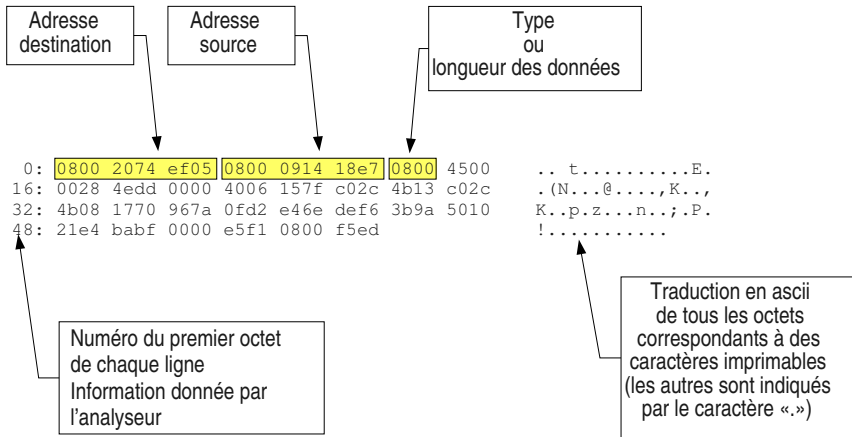 Adresse
destination
Adresse
source
Type
ou
longueur des données
0: 0800 2074 ef05 0800 0914 18e7 0800 4500 .. t..........E.
16: 0028 4edd 0000 4006 157f c02c 4b13 c02c .(N...@....,K..,
32: 4b08 1770 967a 0fd2 e46e def6 3b9a 5010 K..p.z...n..;.P.
48: 21e4 babf 0000 e5f1 0800 f5ed !...........
Numéro du premier octet
de chaque ligne
Information donnée par
l'analyseur
Traduction en ascii
de tous les octets
correspondants à des
caractères imprimables
(les autres sont indiqués
par le caractère «.»)